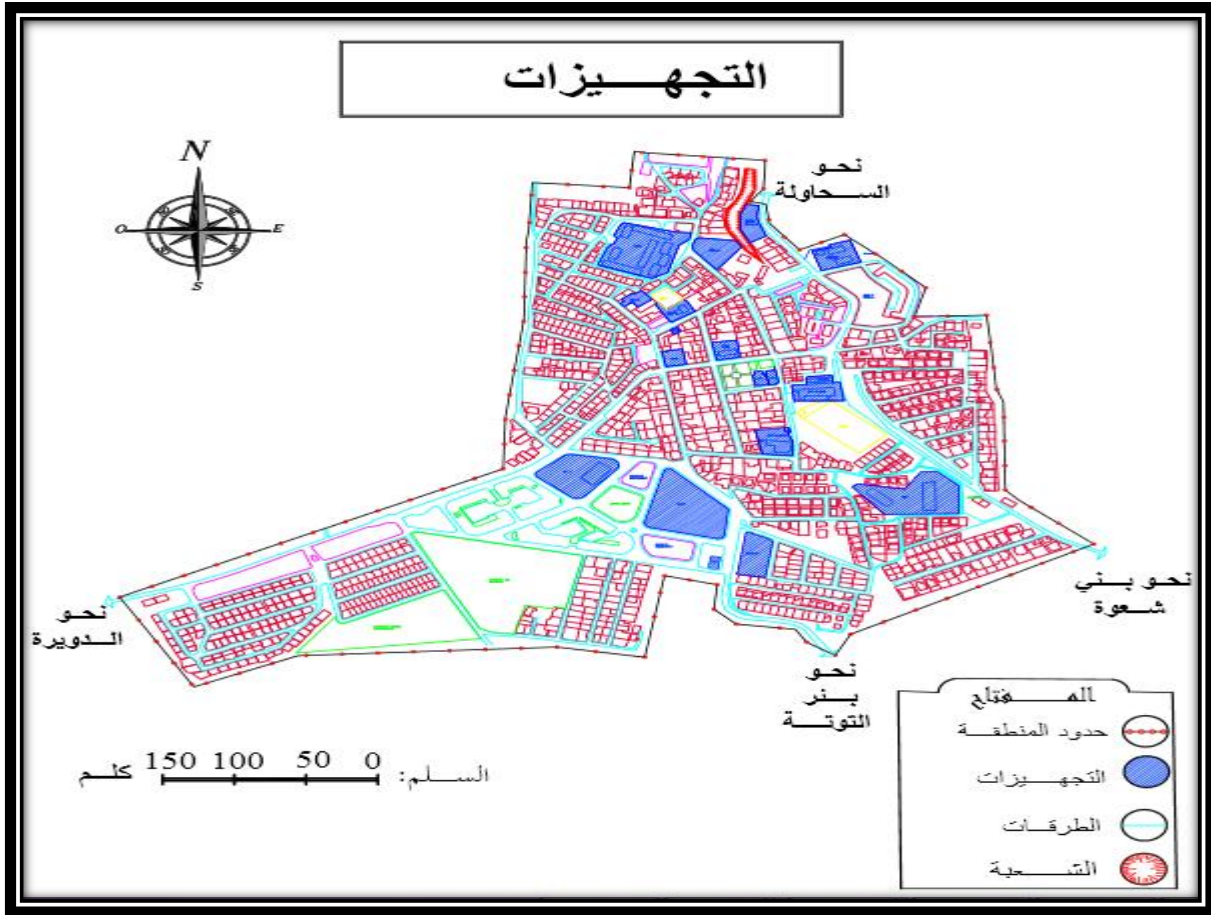 التجهيزات
N
O
E
S
نحو
السحاولة
نحو بني
شعوة
نحو
الدويرة
نحو
بئر
التوتة
المفتاح
حدود المنطقة
التجهيزات
الطرقات
الشعبة
السلم: 0 50 100 150 كلم